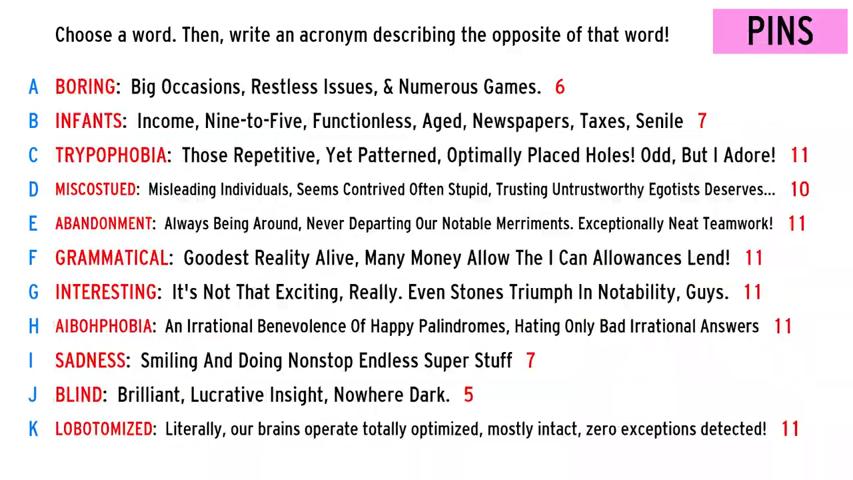 Choose a word. Then, write an acronym describing the opposite of that word!
PINS
A BORING: Big Occasions, Restless Issues, & Numerous Games. 6
B INFANTS: Income, Nine-to-Five, Functionless, Aged, Newspapers, Taxes, Senile 7
C TRYPOPHOBIA: Those Repetitive, Yet Patterned, Optimally Placed Holes! Odd, But I Adore! 11
D MISCOSTUED: Misleading Individuals, Seems Contrived Often Stupid, Trusting Untrustworthy Egotists Deserves... 10
E ABANDONMENT: Always Being Around, Never Departing Our Notable Merriments. Exceptionally Neat Teamwork! 11
F GRAMMATICAL: Goodest Reality Alive, Many Money Allow The I Can Allowances Lend! 11
G INTERESTING: It's Not That Exciting, Really. Even Stones Triumph In Notability, Guys. 11
H AIBOHPHOBIA: An Irrational Benevolence Of Happy Palindromes, Hating Only Bad Irrational Answers 11
I SADNESS: Smiling And Doing Nonstop Endless Super Stuff 7
J BLIND: Brilliant, Lucrative Insight, Nowhere Dark. 5
K LOBOTOMIZED: Literally, our brains operate totally optimized, mostly intact, zero exceptions detected! 11